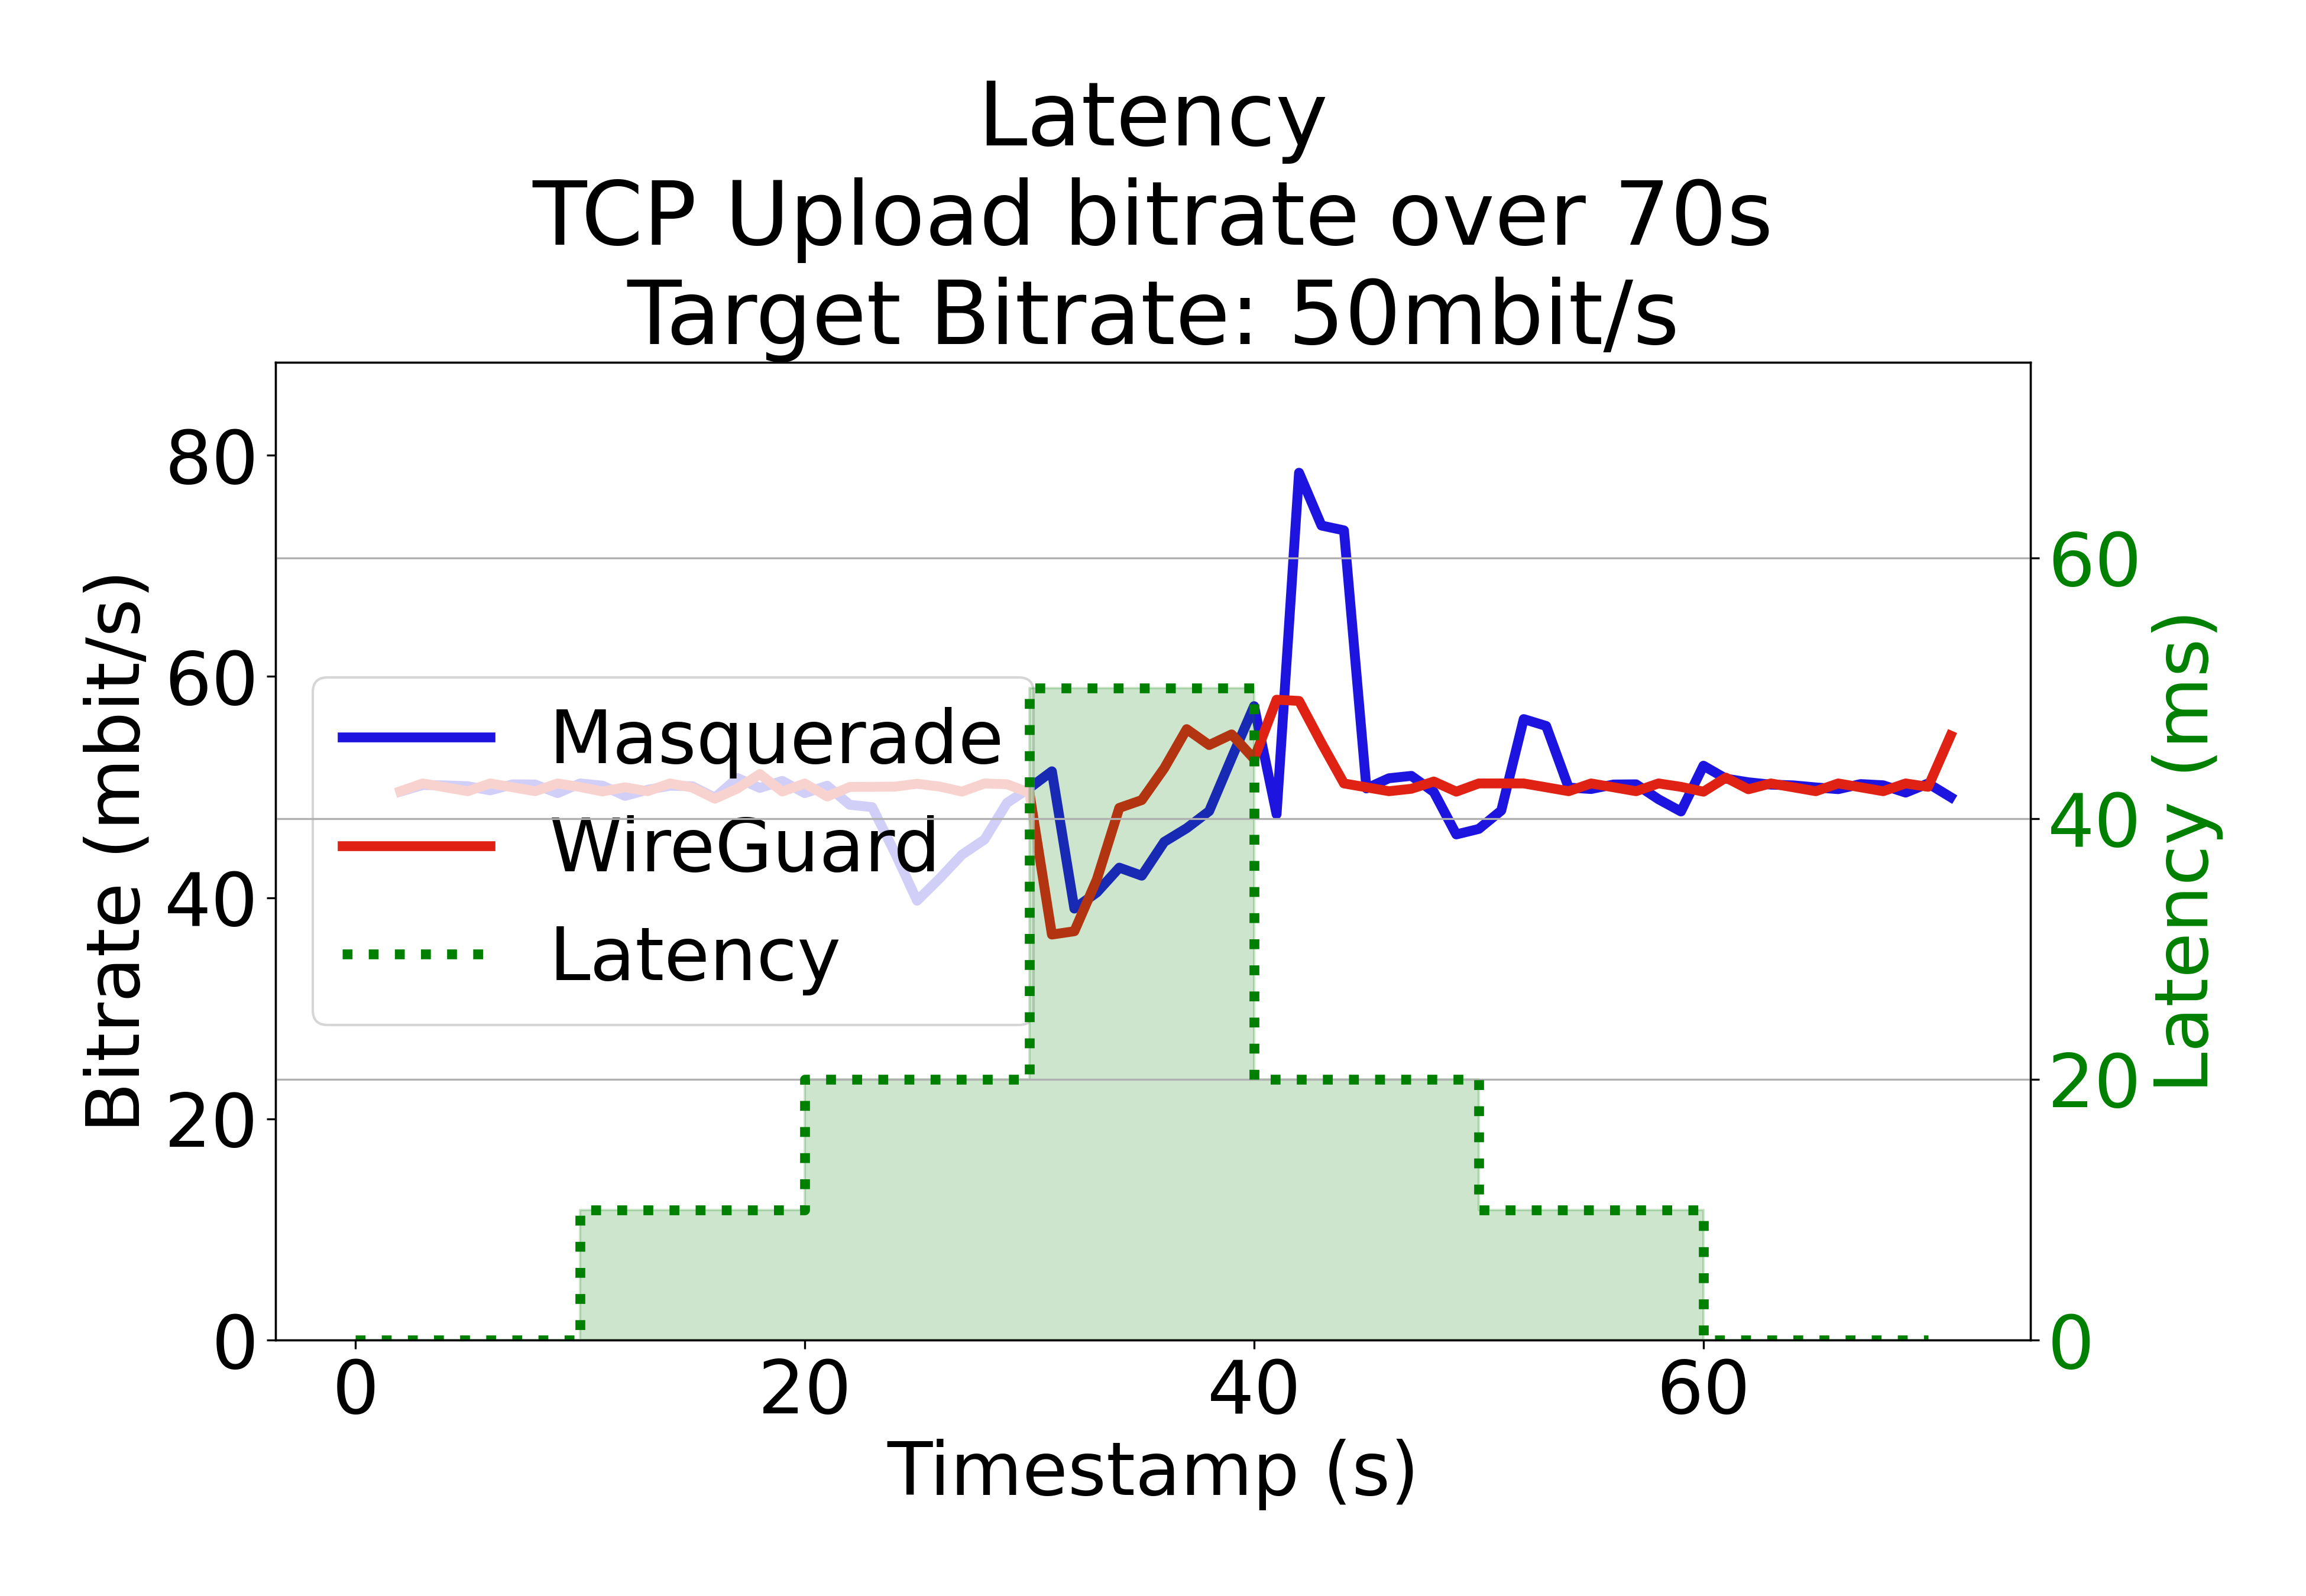 Latency
TCP Upload bitrate over 70s
Target Bitrate: 50mbit/s
Bitrate (mbit/s)
80
60
40
20
0
Masquerade
WireGuard
Latency
60
40
20
0
Latency (ms)
0
20
40
60
Timestamp (s)